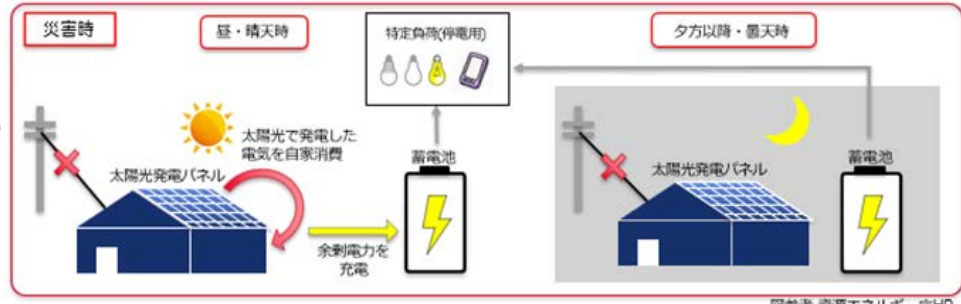 災害時
昼・晴天時
特定負荷(停電用)
夕方以降・曇天時
太陽光で発電した
電気を自家消費
蓄電池
太陽光発電パネル
余剰電力を
充電
太陽光発電パネル
蓄電池